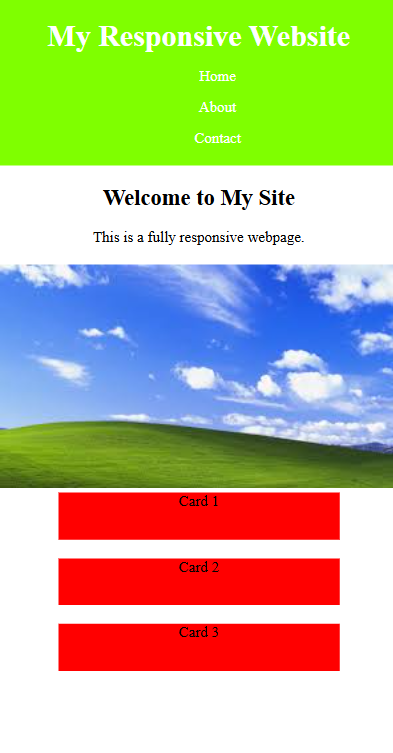 My Responsive Website
Home
About
Contact
Welcome to My Site
This is a fully responsive webpage.
Card 1
Card 2
Card 3